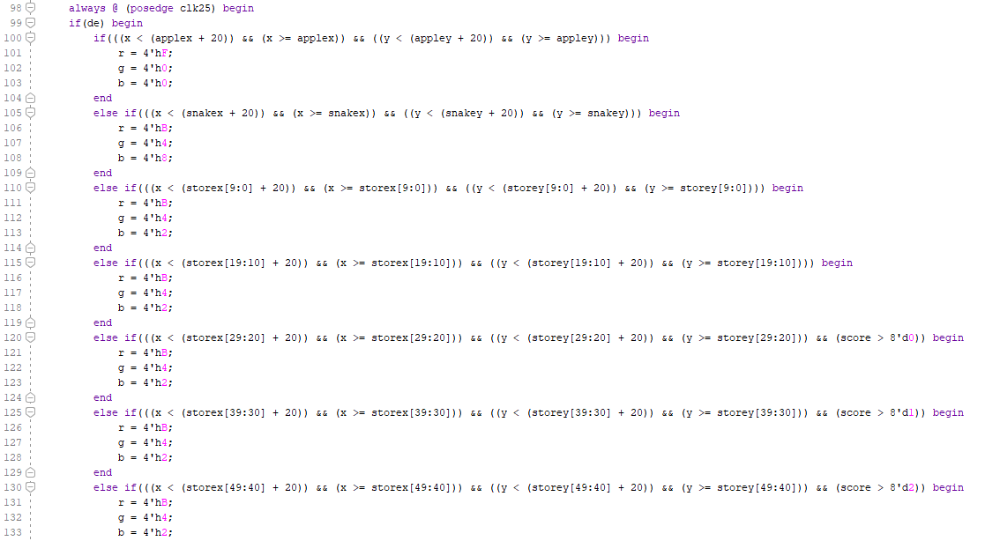 98 always @ (posedge clk25) begin
99 if(de) begin
100 if(((x < (applex + 20)) && (x >= applex)) && ((y < (appley + 20)) && (y >= appley))) begin
101 r = 4'hF;
102 g = 4'h0;
103 b = 4'h0;
104 end
105 else if(((x < (snakex + 20)) && (x >= snakex)) && ((y < (snakey + 20)) && (y >= snakey))) begin
106 r = 4'hB;
107 g = 4'h4;
108 b = 4'h8;
109 end
110 else if(((x < (storex[9:0] + 20)) && (x >= storex[9:0])) && ((y < (storey[9:0] + 20)) && (y >= storey[9:0]))) begin
111 r = 4'hB;
112 g = 4'h4;
113 b = 4'h2;
114 end
115 else if(((x < (storex[19:10] + 20)) && (x >= storex[19:10])) && ((y < (storey[19:10] + 20)) && (y >= storey[19:10]))) begin
116 r = 4'hB;
117 g = 4'h4;
118 b = 4'h2;
119 end
120 else if(((x < (storex[29:20] + 20)) && (x >= storex[29:20])) && ((y < (storey[29:20] + 20)) && (y >= storey[29:20])) && (score > 8'd0)) begin
121 r = 4'hB;
122 g = 4'h4;
123 b = 4'h2;
124 end
125 else if(((x < (storex[39:30] + 20)) && (x >= storex[39:30])) && ((y < (storey[39:30] + 20)) && (y >= storey[39:30])) && (score > 8'd1)) begin
126 r = 4'hB;
127 g = 4'h4;
128 b = 4'h2;
129 end
130 else if(((x < (storex[49:40] + 20)) && (x >= storex[49:40])) && ((y < (storey[49:40] + 20)) && (y >= storey[49:40])) && (score > 8'd2)) begin
131 r = 4'hB;
132 g = 4'h4;
133 b = 4'h2;